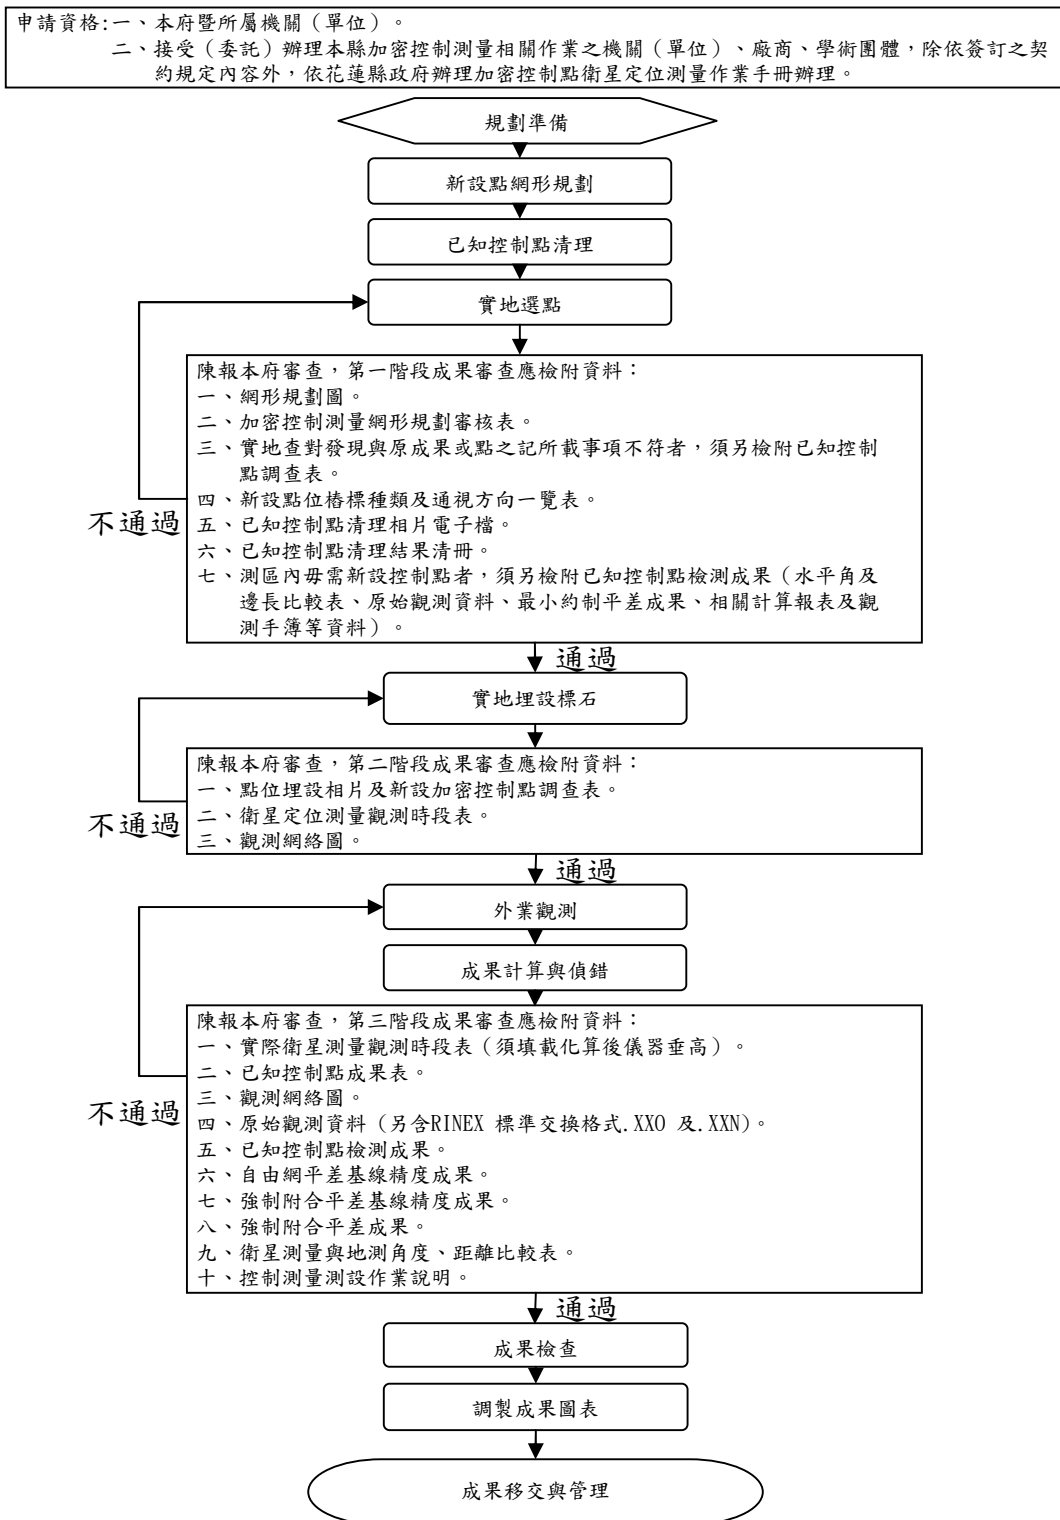 申請資格:一、本府暨所屬機關（單位）。
二、接受（委託）辦理本縣加密控制測量相關作業之機關（單位）、廠商、學術團體，除依簽訂之契
約規定內容外，依花蓮縣政府辦理加密控制點衛星定位測量作業手冊辦理。
規劃準備
新設點網形規劃
已知控制點清理
實地選點
陳報本府審查，第一階段成果審查應檢附資料：
一、網形規劃圖。
二、加密控制測量網形規劃審核表。
三、實地查對發現與原成果或點之記所載事項不符者，須另檢附已知控制
點調查表。
四、新設點位樁標種類及通視方向一覽表。
不通過
五、已知控制點清理相片電子檔。
六、已知控制點清理結果清冊。
七、測區內毋需新設控制點者，須另檢附已知控制點檢測成果（水平角及
邊長比較表、原始觀測資料、最小約制平差成果、相關計算報表及觀
測手簿等資料）。
通過
實地埋設標石
陳報本府審查，第二階段成果審查應檢附資料：
一、點位埋設相片及新設加密控制點調查表。
不通過
二、衛星定位測量觀測時段表。
三、觀測網絡圖。
通過
外業觀測
成果計算與偵錯
陳報本府審查，第三階段成果審查應檢附資料：
一、實際衛星測量觀測時段表（須填載化算後儀器垂高）。
二、已知控制點成果表。
三、觀測網絡圖。
不通過
四、原始觀測資料（另含RINEX 標準交換格式.XXO 及.XXN）。
五、已知控制點檢測成果。
六、自由網平差基線精度成果。
七、強制附合平差基線精度成果。
八、強制附合平差成果。
九、衛星測量與地測角度、距離比較表。
十、控制測量測設作業說明。
通過
成果檢查
調製成果圖表
成果移交與管理